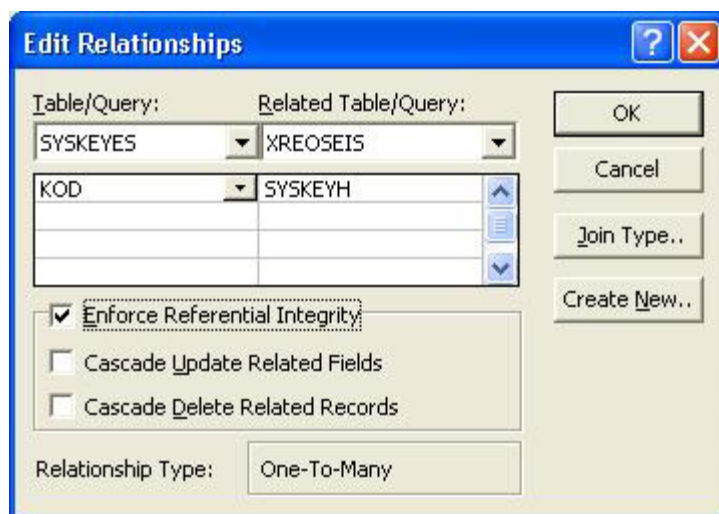 Edit Relationships
Table/Query: Related Table/Query:
SYSKEYES XREOSEIS
KOD SYSKEYH
Enforce Referential Integrity
Cascade Update Related Fields
Cascade Delete Related Records
Relationship Type: One-To-Many
OK
Cancel
Join Type..
Create New..